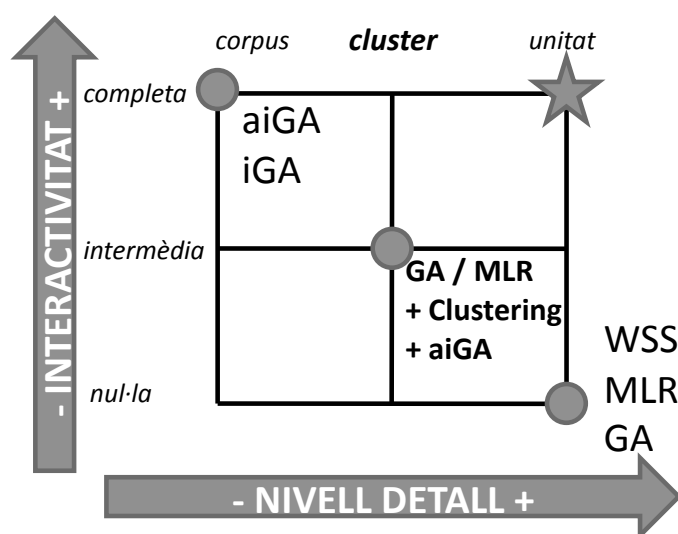 corpus cluster unitat
completa
aiGA
iGA
intermèdia
GA / MLR
+ Clustering
+ aiGA
WSS
MLR
GA
nul·la
- INTERACTIVITAT +
- NIVELL DETALL +